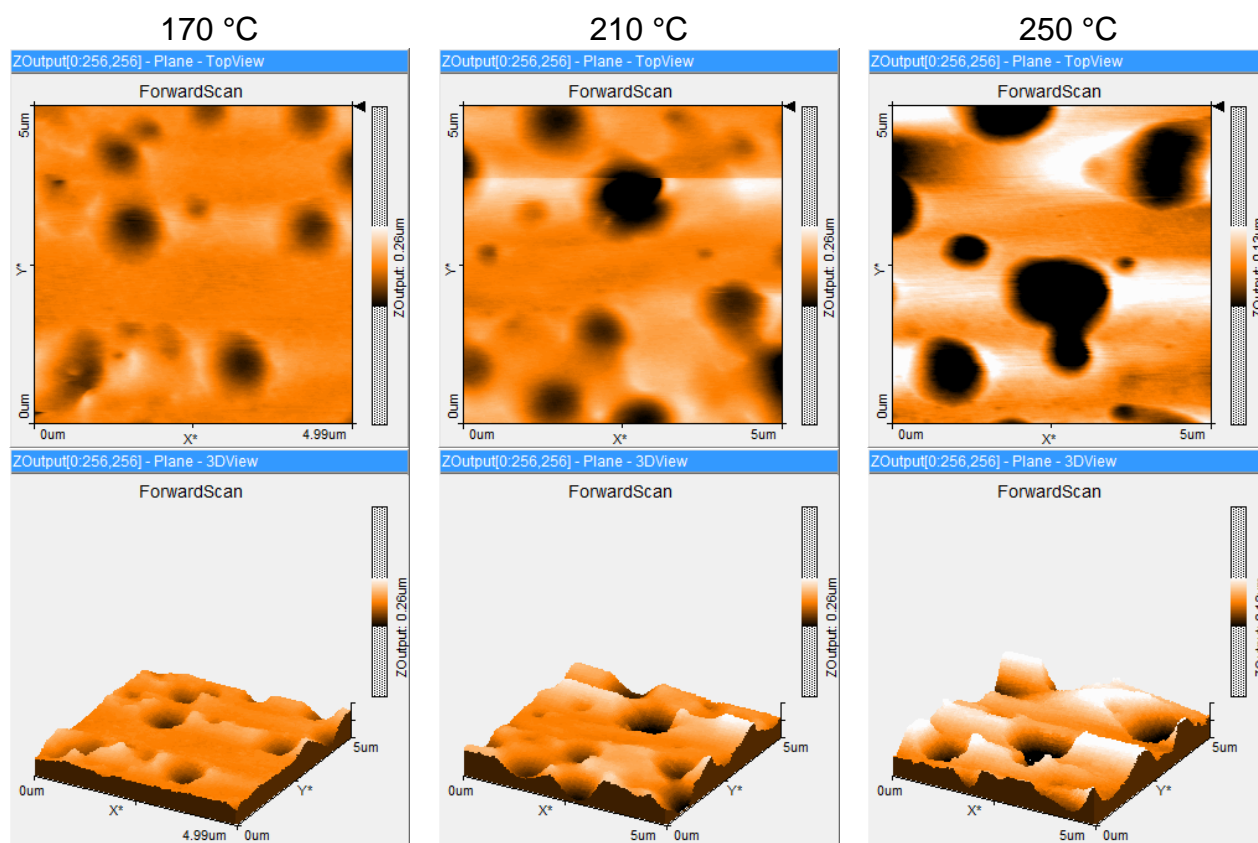 170 °C
210 °C
250 °C
ZOutput[0:256,256] - Plane - TopView
ForwardScan
5um
Y*
0um
0um
X*
4.99um
ZOutput: 0.26um
ZOutput[0:256,256] - Plane - TopView
ForwardScan
5um
Y*
0um
0um
X*
5um
ZOutput: 0.26um
ZOutput[0:256,256] - Plane - TopView
ForwardScan
5um
Y*
0um
0um
X*
5um
ZOutput: 0.13um
ZOutput[0:256,256] - Plane - 3DView
ForwardScan
ZOutput: 0.26um
0um
X*
4.99um
0um
Y*
5um
ZOutput[0:256,256] - Plane - 3DView
ForwardScan
ZOutput: 0.26um
0um
X*
5um
0um
Y*
5um
ZOutput[0:256,256] - Plane - 3DView
ForwardScan
0um
X*
5um
0um
Y*
5um